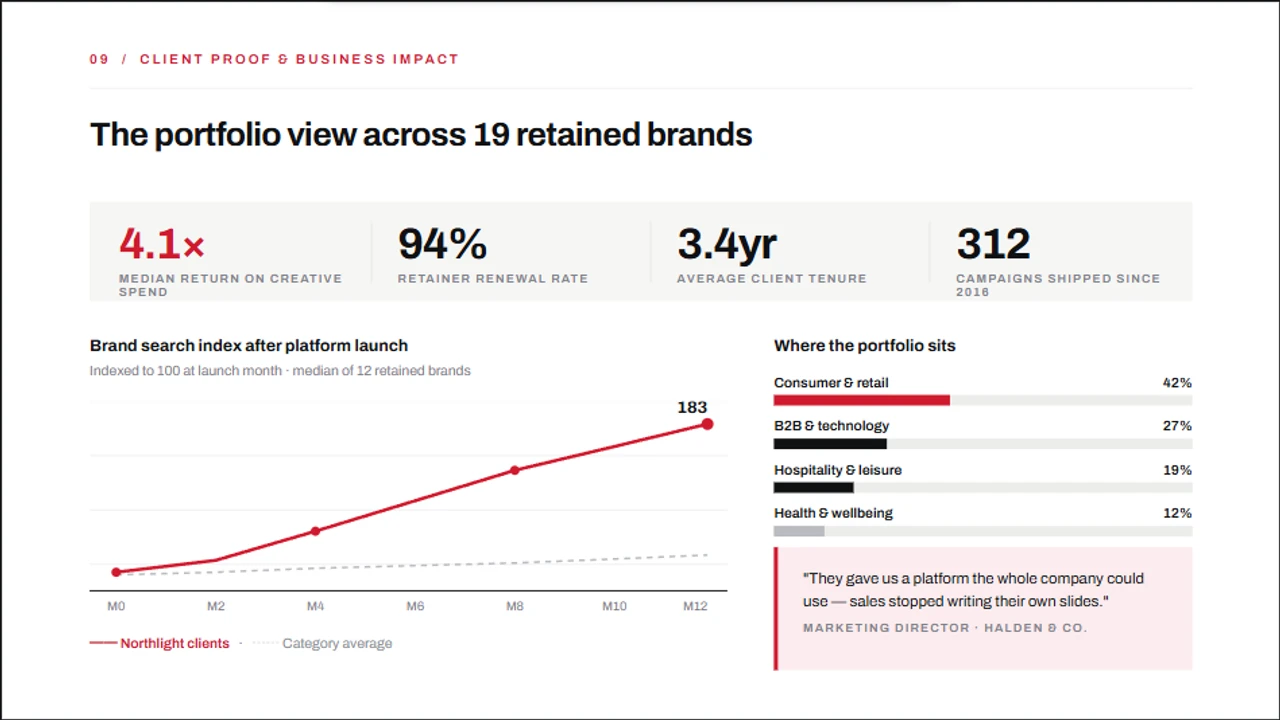 09 / CLIENT PROOF & BUSINESS IMPACT
The portfolio view across 19 retained brands
4.1×
MEDIAN RETURN ON CREATIVE
SPEND
94%
RETAINER RENEWAL RATE
3.4yr
AVERAGE CLIENT TENURE
312
CAMPAIGNS SHIPPED SINCE
2016
Brand search index after platform launch
Indexed to 100 at launch month · median of 12 retained brands
183
M0 M2 M4 M6 M8 M10 M12
Northlight clients · Category average
Where the portfolio sits
Consumer & retail 42%
B2B & technology 27%
Hospitality & leisure 19%
Health & wellbeing 12%
"They gave us a platform the whole company could
use — sales stopped writing their own slides."
MARKETING DIRECTOR · HALDEN & CO.